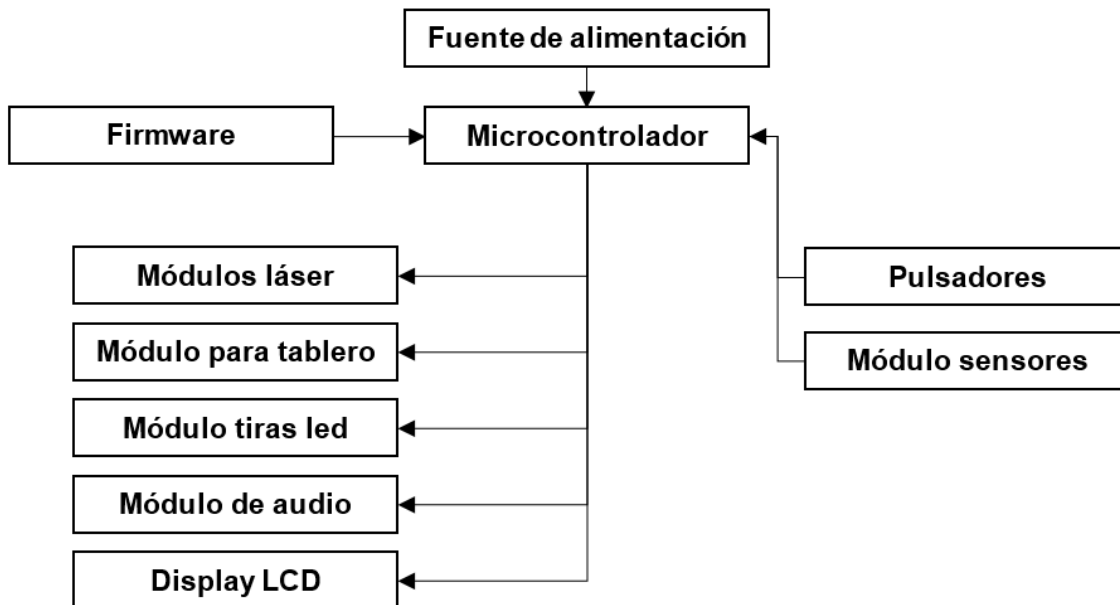 Fuente de alimentación
Firmware
Microcontrolador
Módulos láser
Pulsadores
Módulo para tablero
Módulo sensores
Módulo tiras led
Módulo de audio
Display LCD